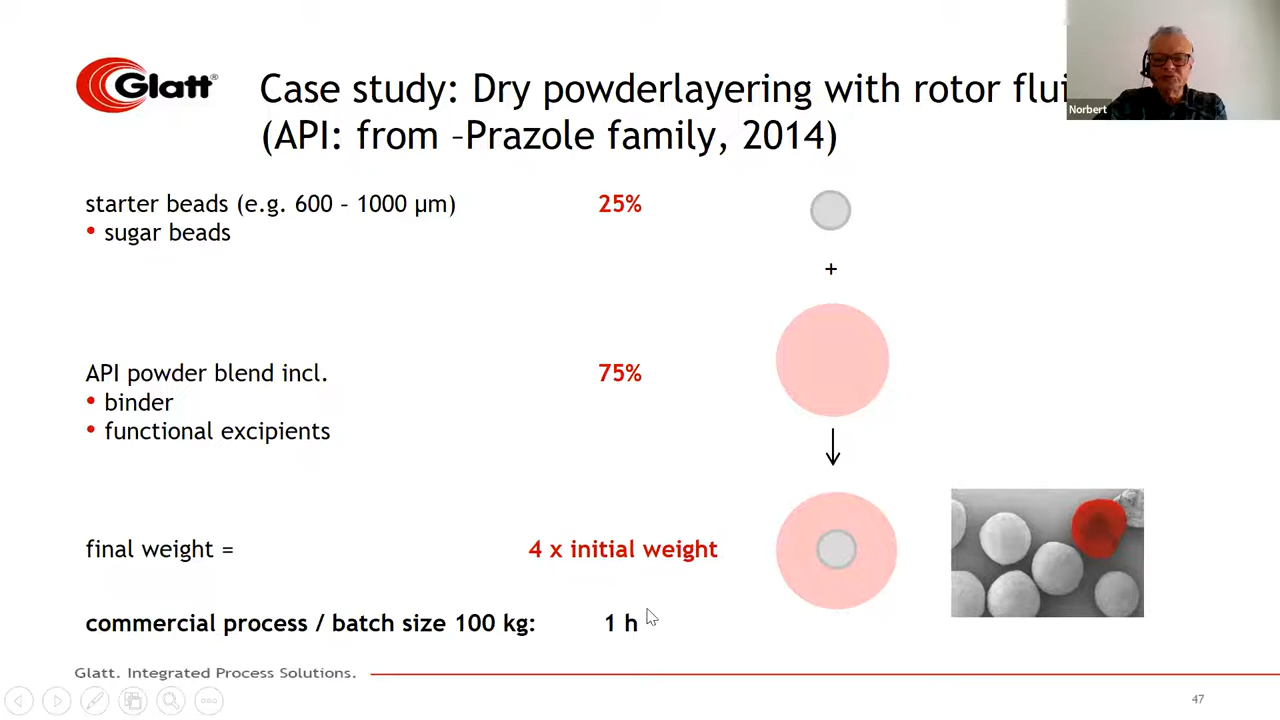 Glatt®
Case study: Dry powderlayering with rotor
(API: from –Prazole family, 2014)
Norbert
starter beads (e.g. 600 – 1000 µm) 25%
• sugar beads
+
API powder blend incl. 75%
• binder
• functional excipients
final weight = 4 x initial weight
commercial process / batch size 100 kg: 1 h
Glatt. Integrated Process Solutions.
47